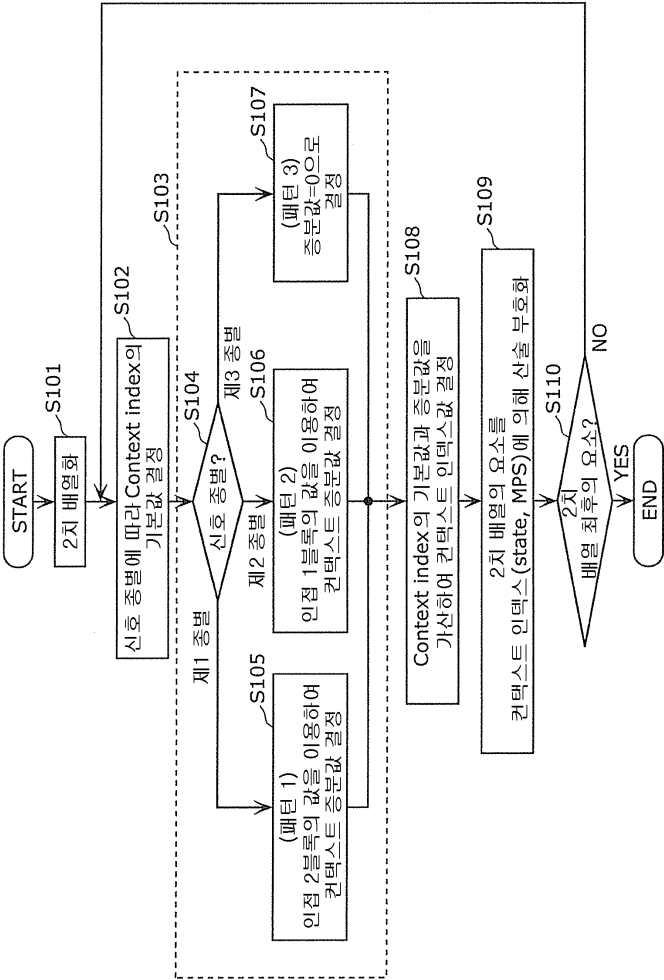 START
S101
2치 배열화
S102
신호 종별에 따라 Context index의
기본값 결정
S103
S104
신호 종별?
제1 종별
제2 종별
제3 종별
S105
(패턴 1)
인접 2블록의 값을 이용하여
컨택스트 증분값 결정
S106
(패턴 2)
인접 1블록의 값을 이용하여
컨택스트 증분값 결정
S107
(패턴 3)
증분값=0으로
결정
S108
Context index의 기본값과 증분값을
가산하여 컨택스트 인덱스값 결정
S109
2치 배열의 요소를
컨택스트 인덱스(state, MPS)에 의해 산술 부호화
S110
2치
배열 최후의 요소?
NO
YES
END